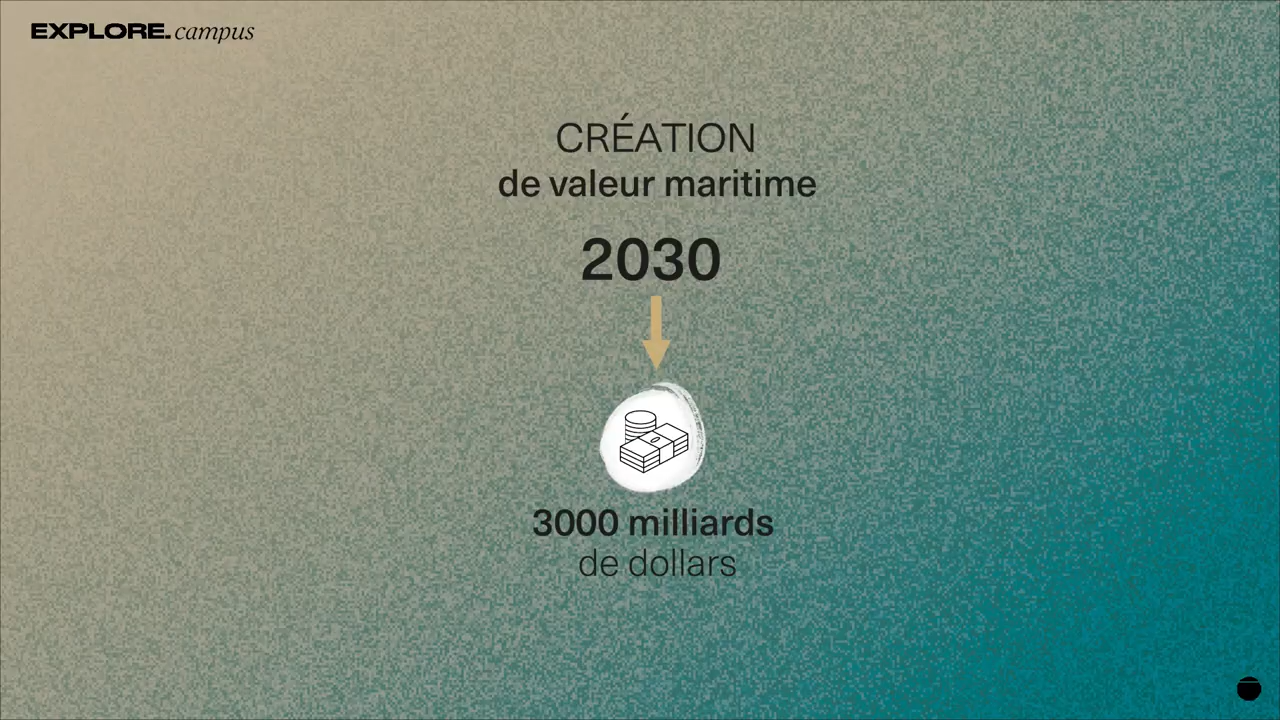 EXPLORE.campus
CRÉATION
de valeur maritime
2030
3000 milliards
de dollars